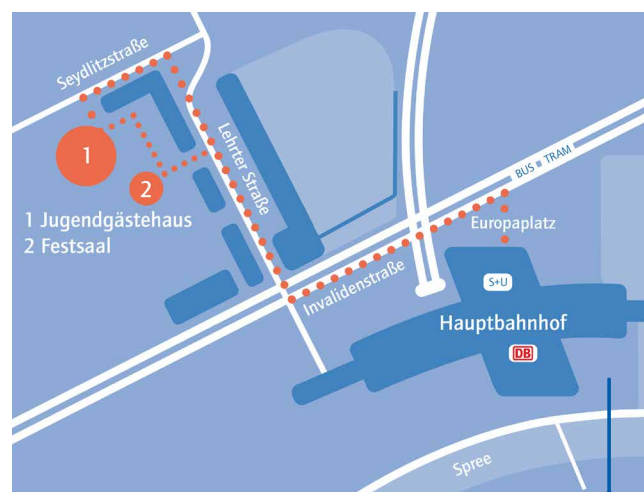 Seydlitzstraße
1
2
1 Jugendgästehaus
2 Festsaal
Lehrter Straße
BUS TRAM
Europaplatz
Invalidenstraße
S+U
Hauptbahnhof
DB
Spree